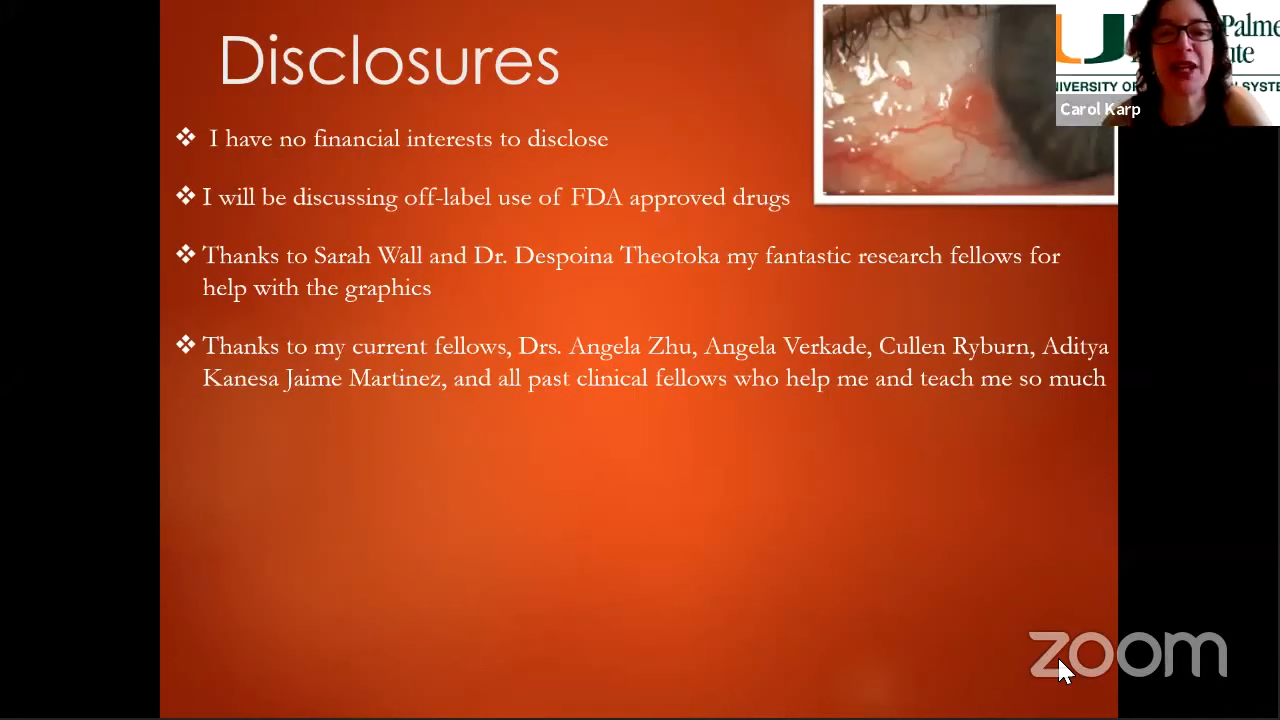 Disclosures
❖ I have no financial interests to disclose
❖ I will be discussing off-label use of FDA approved drugs
❖ Thanks to Sarah Wall and Dr. Despoina Theotoka my fantastic research fellows for
help with the graphics
❖ Thanks to my current fellows, Drs. Angela Zhu, Angela Verkade, Cullen Ryburn, Aditya
Kanesa Jaime Martinez, and all past clinical fellows who help me and teach me so much
Palme
ute
Carol Karp
zoom